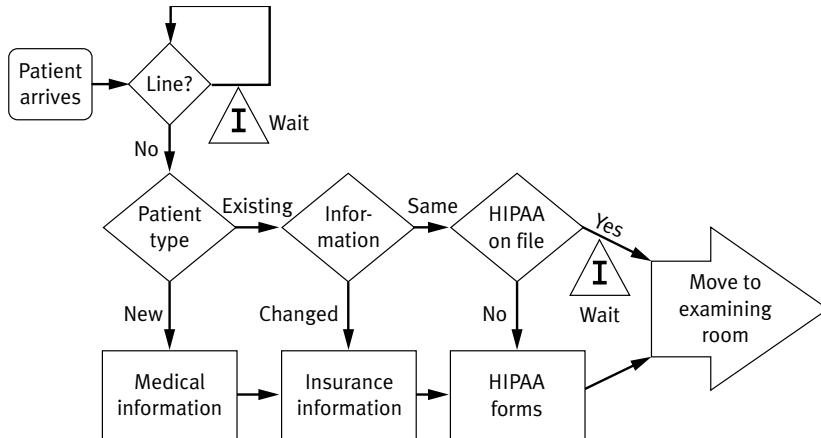 Patient
arrives
Line?
I
Wait
No
Patient
type
Existing
Infor-
mation
Same
HIPAA
on file
Yes
I
Wait
Move to
examining
room
New
Changed
No
Medical
information
Insurance
information
HIPAA
forms